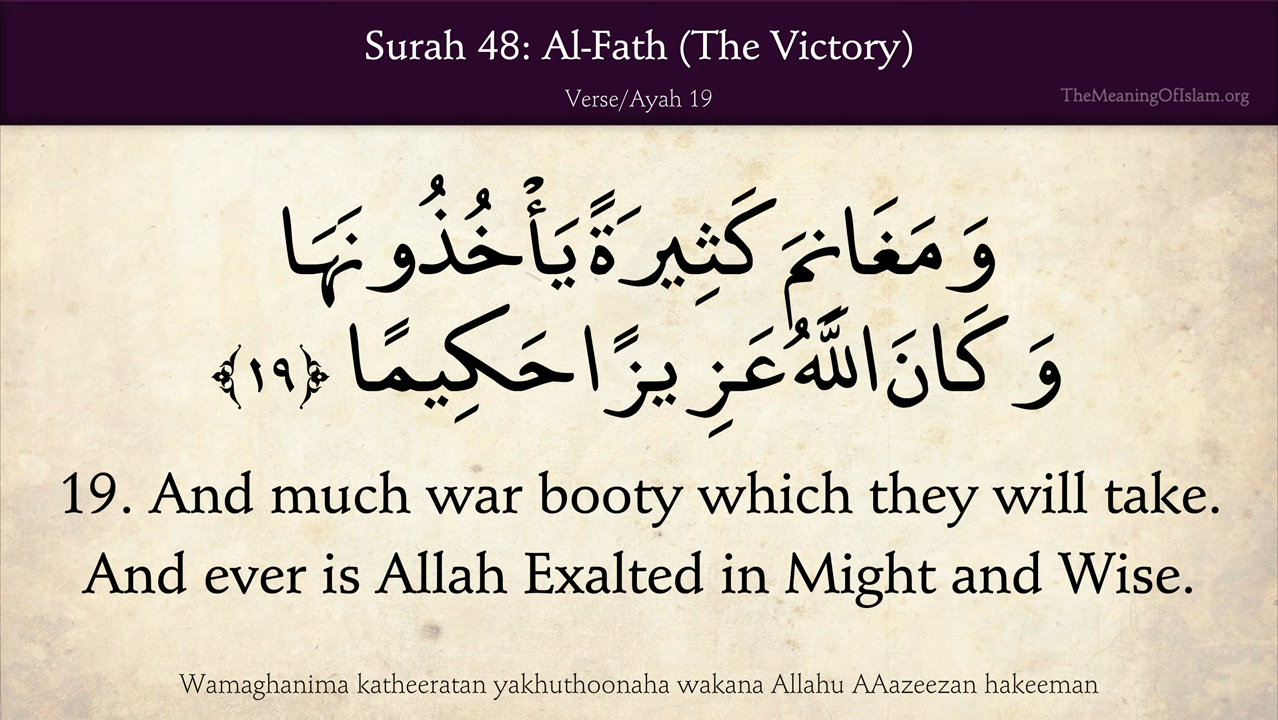 Surah 48: Al-Fath (The Victory)
Verse/Ayah 19
TheMeaningOfIslam.org
وَمَغَانِمَ كَثِيرَةً يَأْخُذُونَهَا
وَكَانَ اللَّهُ عَزِيزًا حَكِيمًا ﴿١٩﴾
19. And much war booty which they will take.
And ever is Allah Exalted in Might and Wise.
Wamaghanima katheeratan yakhuthoonaha wakana Allahu AAazeezan hakeeman